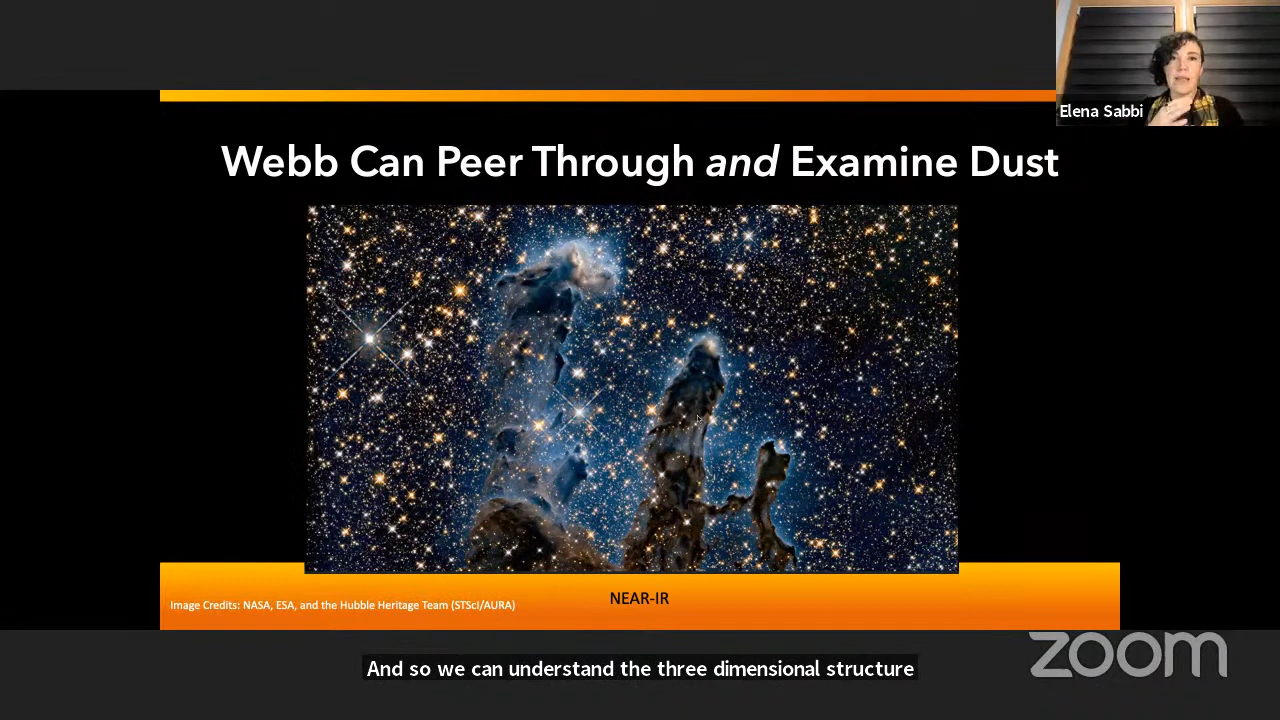 Elena Sabbi
Webb Can Peer Through and Examine Dust
Image Credits: NASA, ESA, and the Hubble Heritage Team (STScI/AURA)
NEAR-IR
zoom
And so we can understand the three dimensional structure